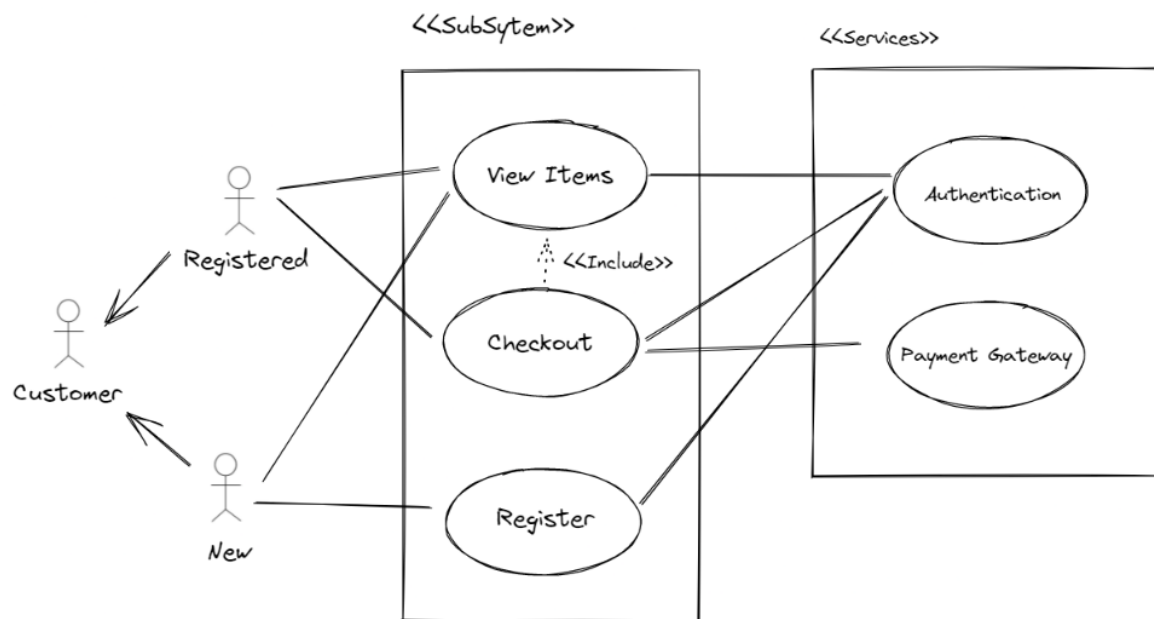 <<SubSytem>>
<<Services>>
View Items
Authentication
Registered
<<Include>>
Checkout
Payment Gateway
Customer
Register
New